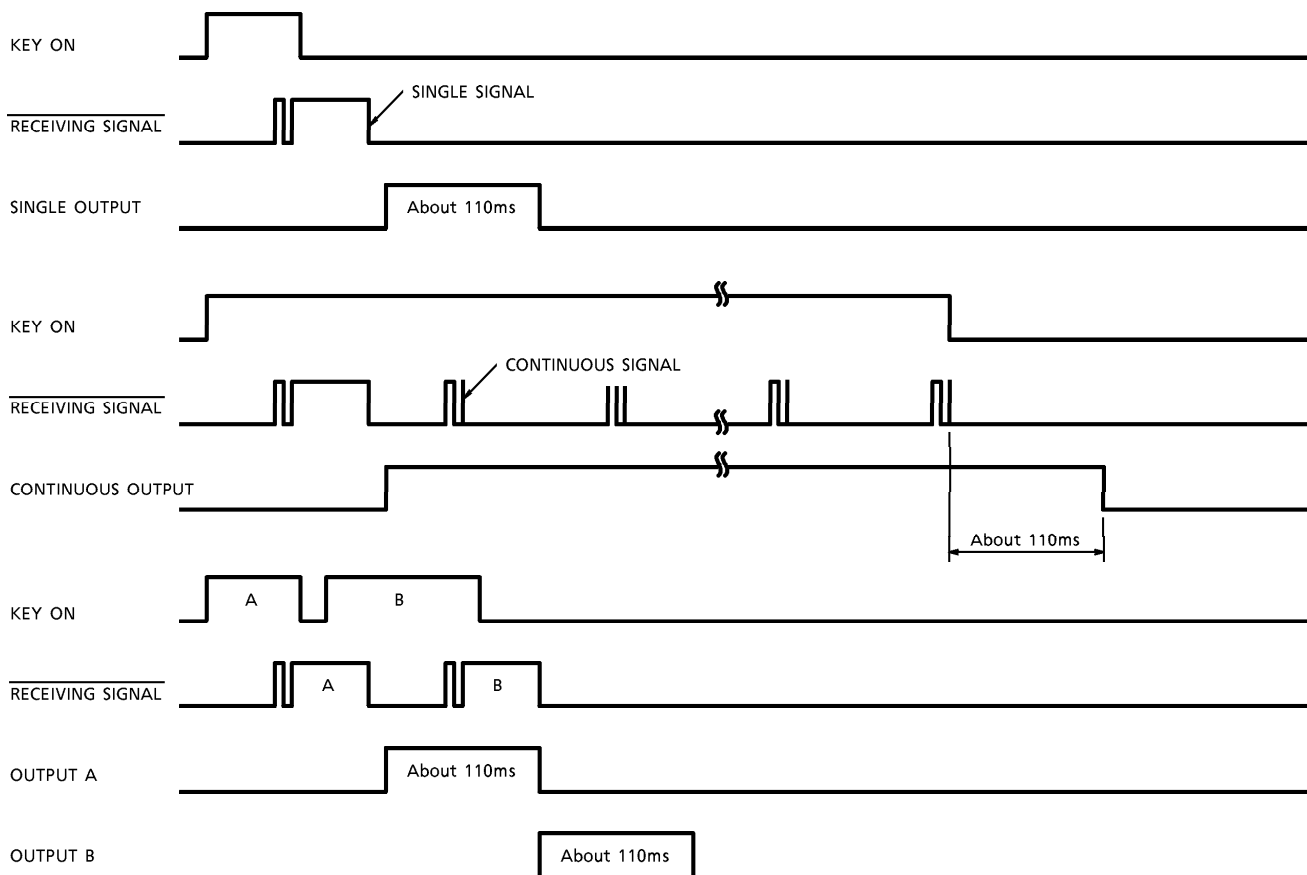 KEY ON
SINGLE SIGNAL
RECEIVING SIGNAL
SINGLE OUTPUT
About 110ms
KEY ON
CONTINUOUS SIGNAL
RECEIVING SIGNAL
CONTINUOUS OUTPUT
About 110ms
KEY ON
A
B
RECEIVING SIGNAL
A
B
OUTPUT A
About 110ms
OUTPUT B
About 110ms